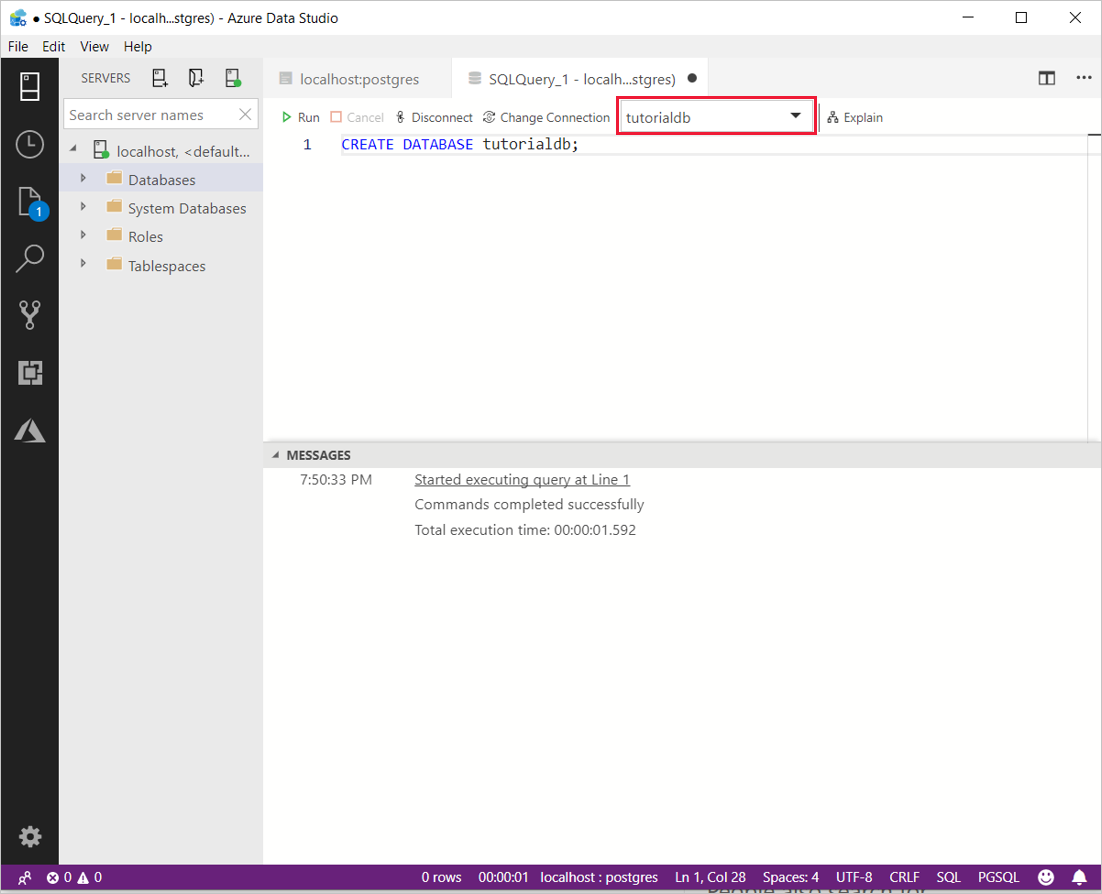 ● SQLQuery_1 - localh...stgres) - Azure Data Studio
File Edit View Help
SERVERS
localhost:postgres
SQLQuery_1 - localh...stgres) ●
Search server names
Run Cancel Disconnect Change Connection tutorialdb Explain
1 CREATE DATABASE tutorialdb;
localhost, <default...
Databases
System Databases
Roles
Tablespaces
1
MESSAGES
7:50:33 PM Started executing query at Line 1
Commands completed successfully
Total execution time: 00:00:01.592
0 0 0 rows 00:00:01 localhost : postgres Ln 1, Col 28 Spaces: 4 UTF-8 CRLF SQL PGSQL